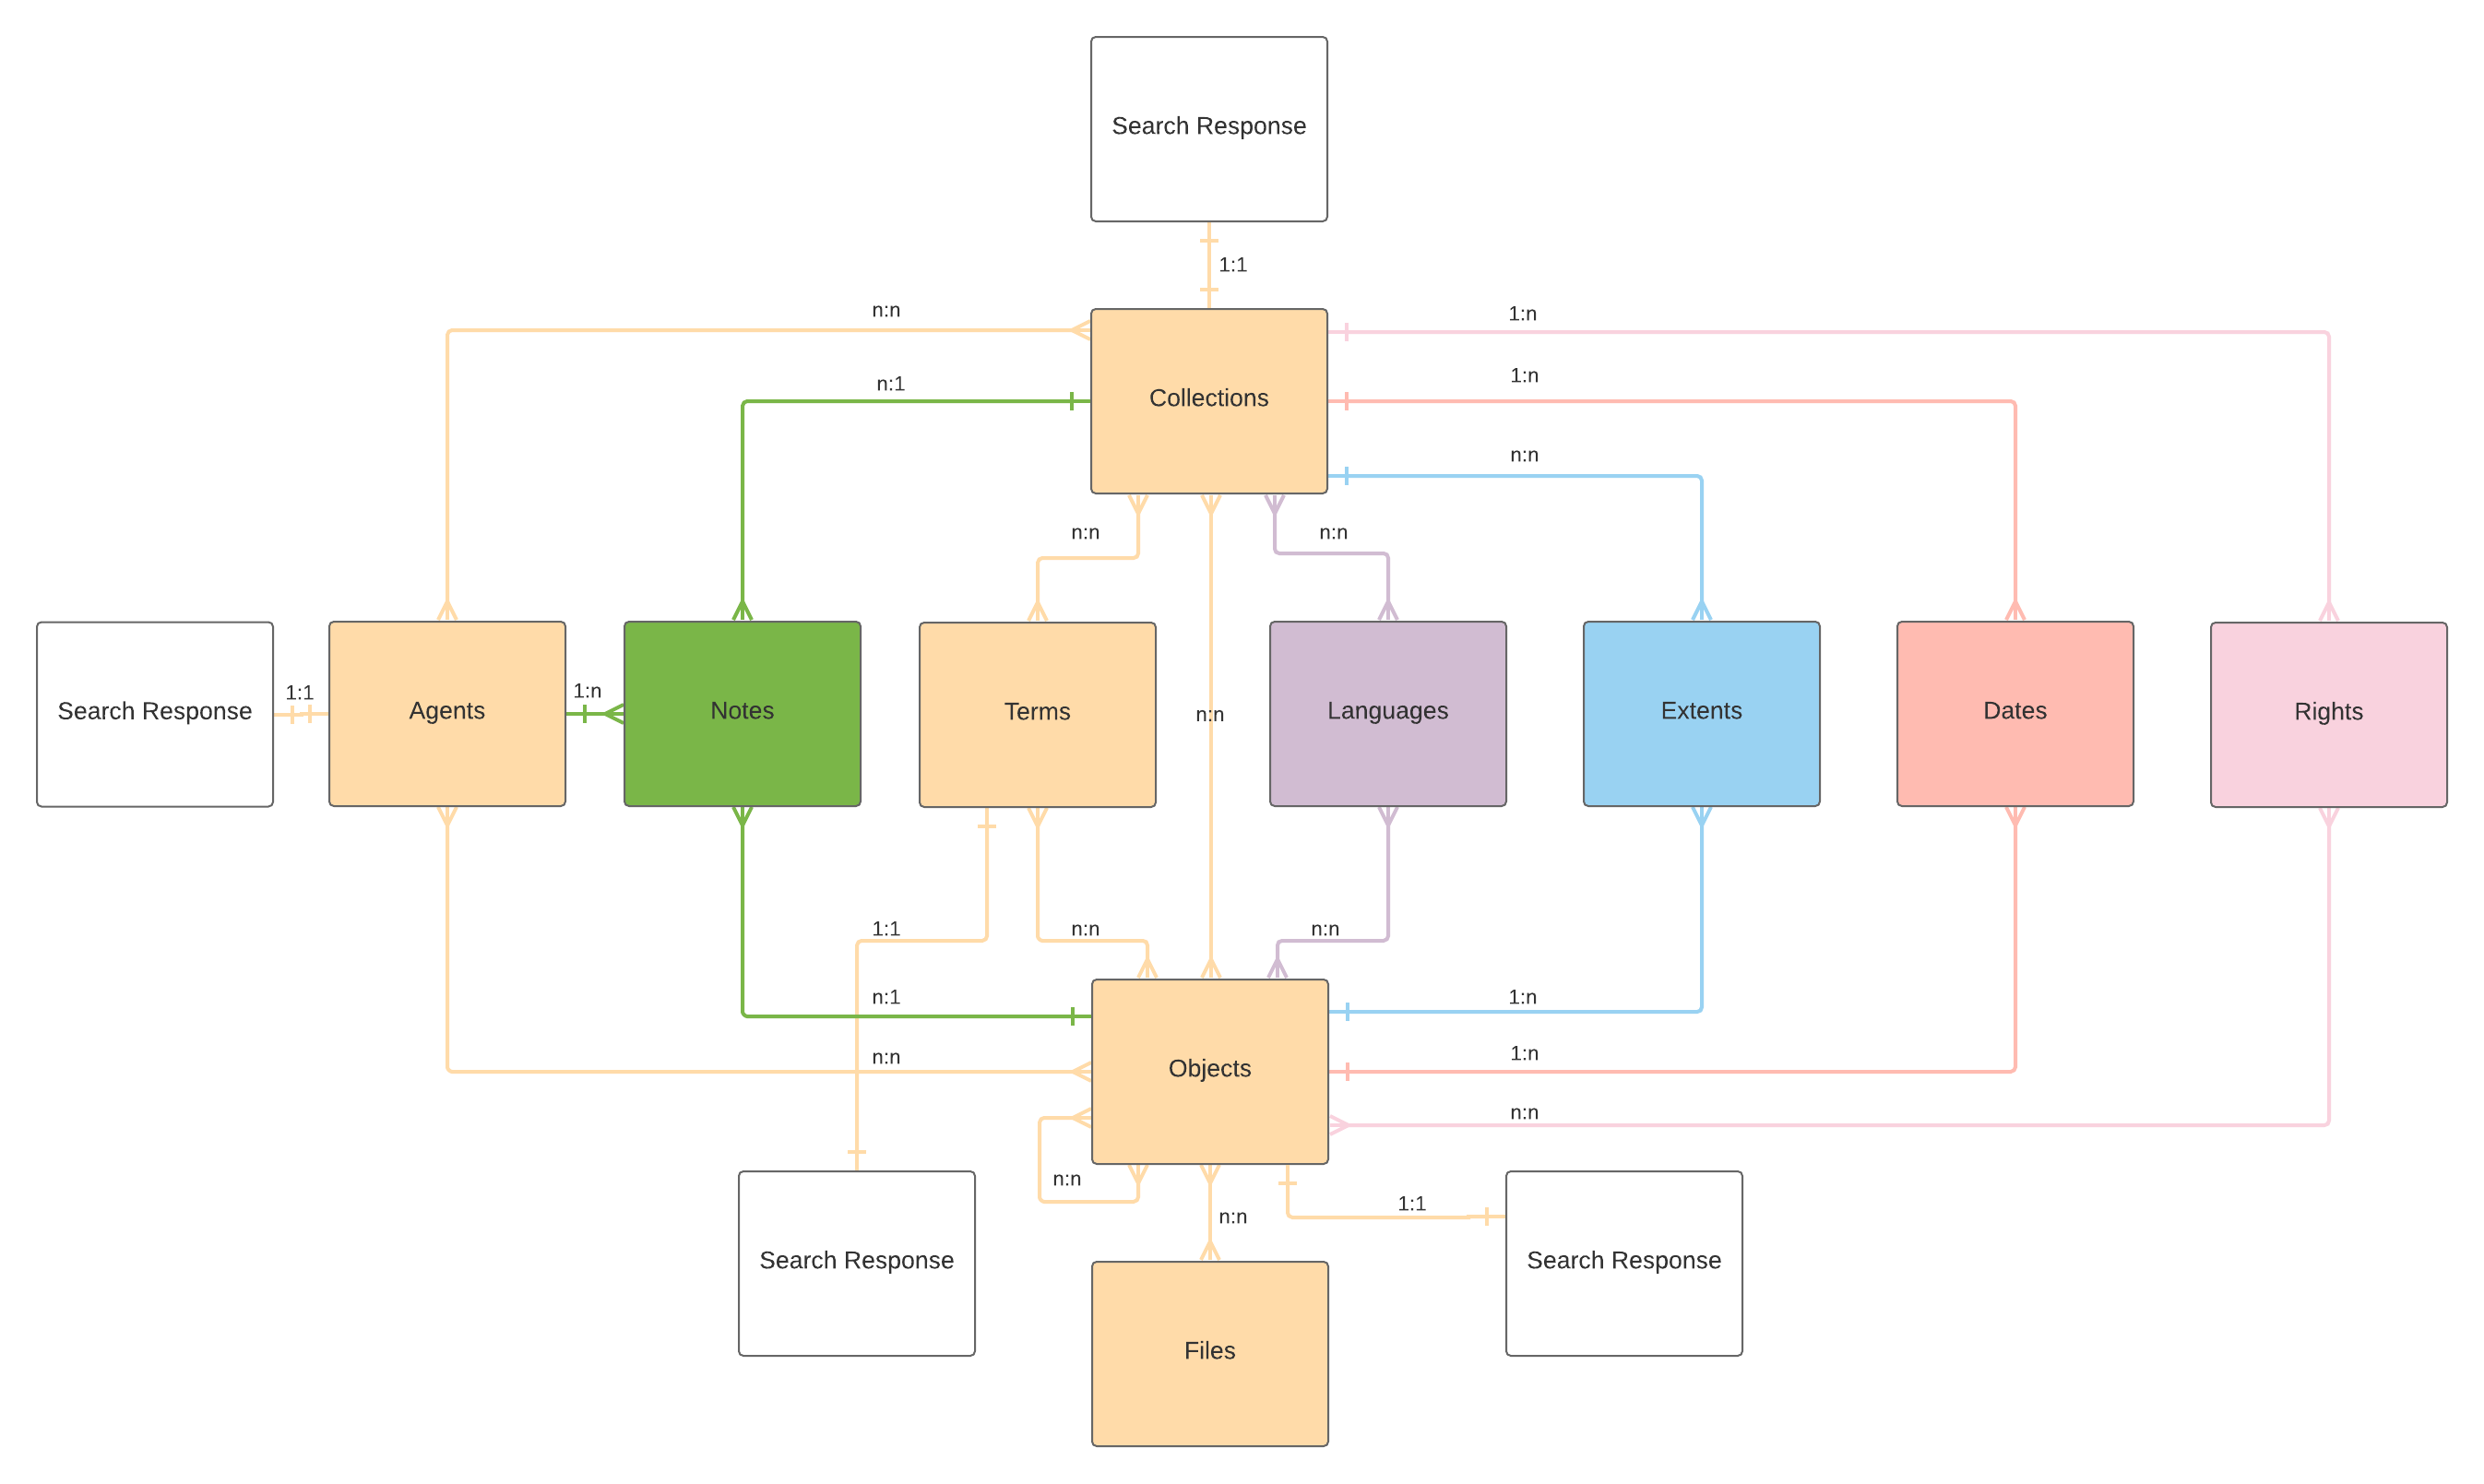 Search Response
1:1
n:n
1:n
Collections
n:1
1:n
n:n
n:n
n:n
Search Response
1:1
Agents
1:n
Notes
Terms
n:n
Languages
Extents
Dates
Rights
1:1
n:n
n:n
n:1
1:n
n:n
Objects
1:n
n:n
n:n
1:1
n:n
Search Response
Search Response
Files